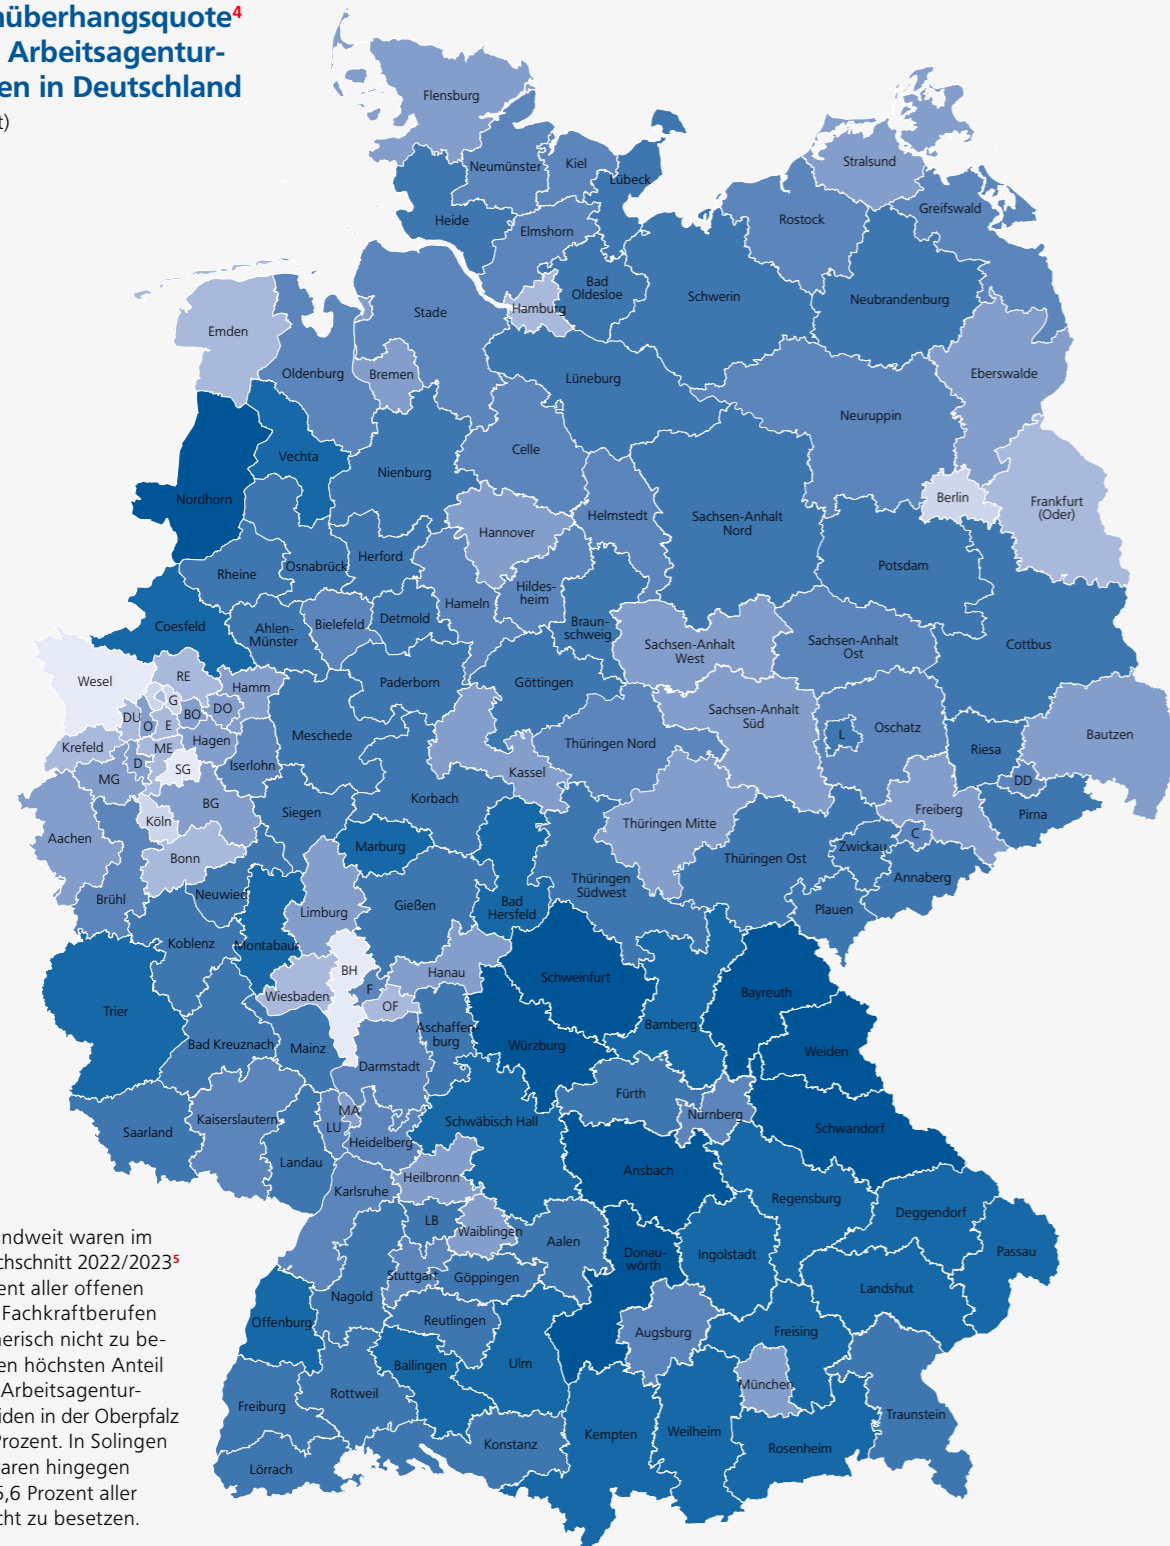 nüberhangsquote⁴
Arbeitsagentur-
en in Deutschland
t)
Flensburg
Neumünster
Kiel
Lübeck
Stralsund
Greifswald
Rostock
Heide
Elmshorn
Bad
Oldesloe
Schwerin
Neubrandenburg
Hamburg
Stade
Emden
Eberswalde
Oldenburg
Bremen
Lüneburg
Neuruppin
Celle
Vechta
Nienburg
Nordhorn
Berlin
Frankfurt
(Oder)
Helmstedt
Sachsen-Anhalt
Nord
Hannover
Herford
Osnabrück
Rheine
Potsdam
Hildes-
heim
Hameln
Detmold
Bielefeld
Coesfeld
Ahlen-
Münster
Braun-
schweig
Sachsen-Anhalt
West
Sachsen-Anhalt
Ost
Cottbus
Wesel
RE
Hamm
Paderborn
Göttingen
G
DU
O
E
BO
DO
Sachsen-Anhalt
Süd
Oschatz
L
Riesa
Bautzen
Meschede
Hagen
Krefeld
ME
D
SG
Iserlohn
MG
Thüringen Nord
Kassel
DD
Pirna
Korbach
BG
Siegen
Köln
Freiberg
Thüringen Mitte
C
Aachen
Marburg
Zwickau
Bonn
Thüringen Ost
Annaberg
Thüringen
Südwest
Brühl
Neuwied
Gießen
Bad
Hersfeld
Limburg
Plauen
Koblenz
Montabaur
BH
Hanau
Schweinfurt
F
Wiesbaden
OF
Bayreuth
Trier
Bamberg
Aschaffen-
burg
Bad Kreuznach
Mainz
Würzburg
Weiden
Darmstadt
Fürth
MA
Nürnberg
Kaiserslautern
LU
Schwäbisch Hall
Saarland
Heidelberg
Schwandorf
Landau
Ansbach
Heilbronn
Karlsruhe
Regensburg
Deggendorf
LB
Waiblingen
Aalen
Donau-
wörth
Ingolstadt
Passau
Stuttgart
Göppingen
Nagold
Landshut
Offenburg
Reutlingen
Augsburg
Freising
Ballingen
Ulm
Rottweil
München
Freiburg
Traunstein
Konstanz
Kempten
Weilheim
Rosenheim
Lörrach
ndweit waren im
chschnitt 2022/2023⁵
ent aller offenen
Fachkraftberufen
nerisch nicht zu be-
en höchsten Anteil
Arbeitsagentur-
iden in der Oberpfalz
Prozent. In Solingen
waren hingegen
5,6 Prozent aller
cht zu besetzen.